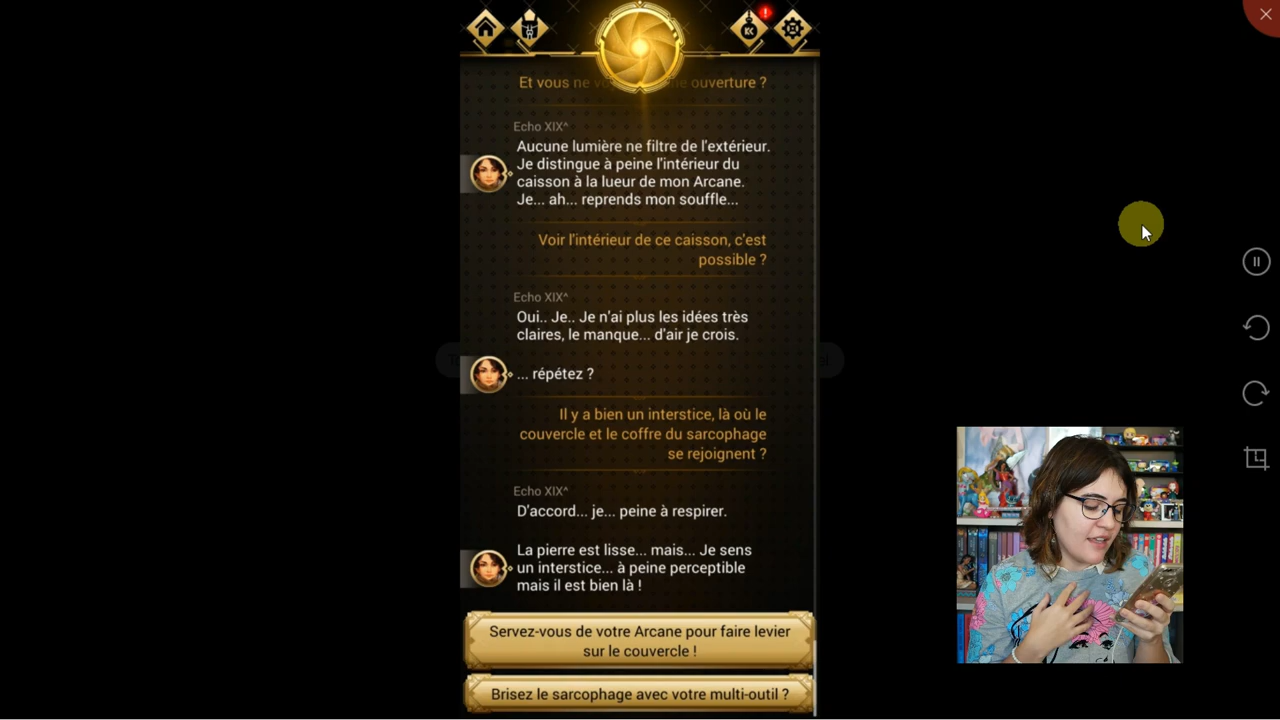 Et vous ne ne ouverture ?
Echo XIX^
Aucune lumière ne filtre de l'extérieur.
Je distingue à peine l'intérieur du
caisson à la lueur de mon Arcane.
Je... ah... reprends mon souffle...
Voir l'intérieur de ce caisson, c'est
possible ?
Echo XIX^
Oui.. Je.. Je n'ai plus les idées très
claires, le manque... d'air je crois.
... répétez ?
Il y a bien un interstice, là où le
couvercle et le coffre du sarcophage
se rejoignent ?
Echo XIX^
D'accord... je... peine à respirer.
La pierre est lisse... mais... Je sens
un interstice... à peine perceptible
mais il est bien là !
Servez-vous de votre Arcane pour faire levier
sur le couvercle !
Brisez le sarcophage avec votre multi-outil ?